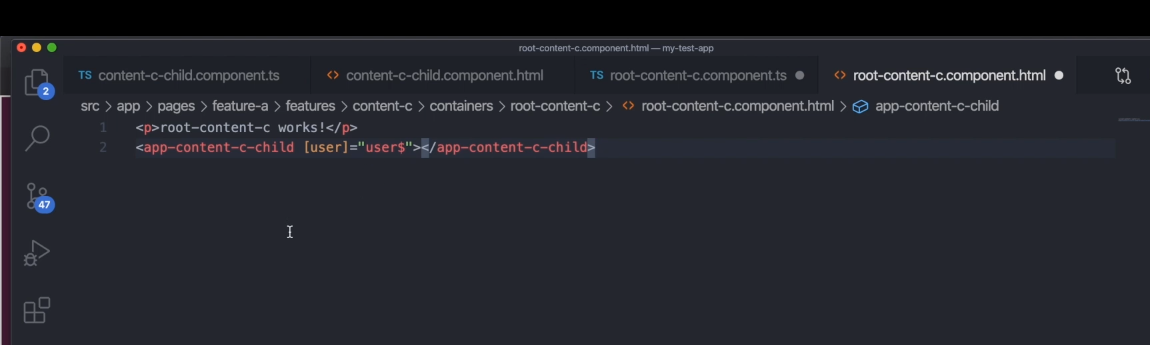 root-content-c.component.html — my-test-app
TS content-c-child.component.ts <> content-c-child.component.html TS root-content-c.component.ts <> root-content-c.component.html
2
src > app > pages > feature-a > features > content-c > containers > root-content-c > <> root-content-c.component.html > app-content-c-child
1 <p>root-content-c works!</p>
2 <app-content-c-child [user]="user$"></app-content-c-child>
47